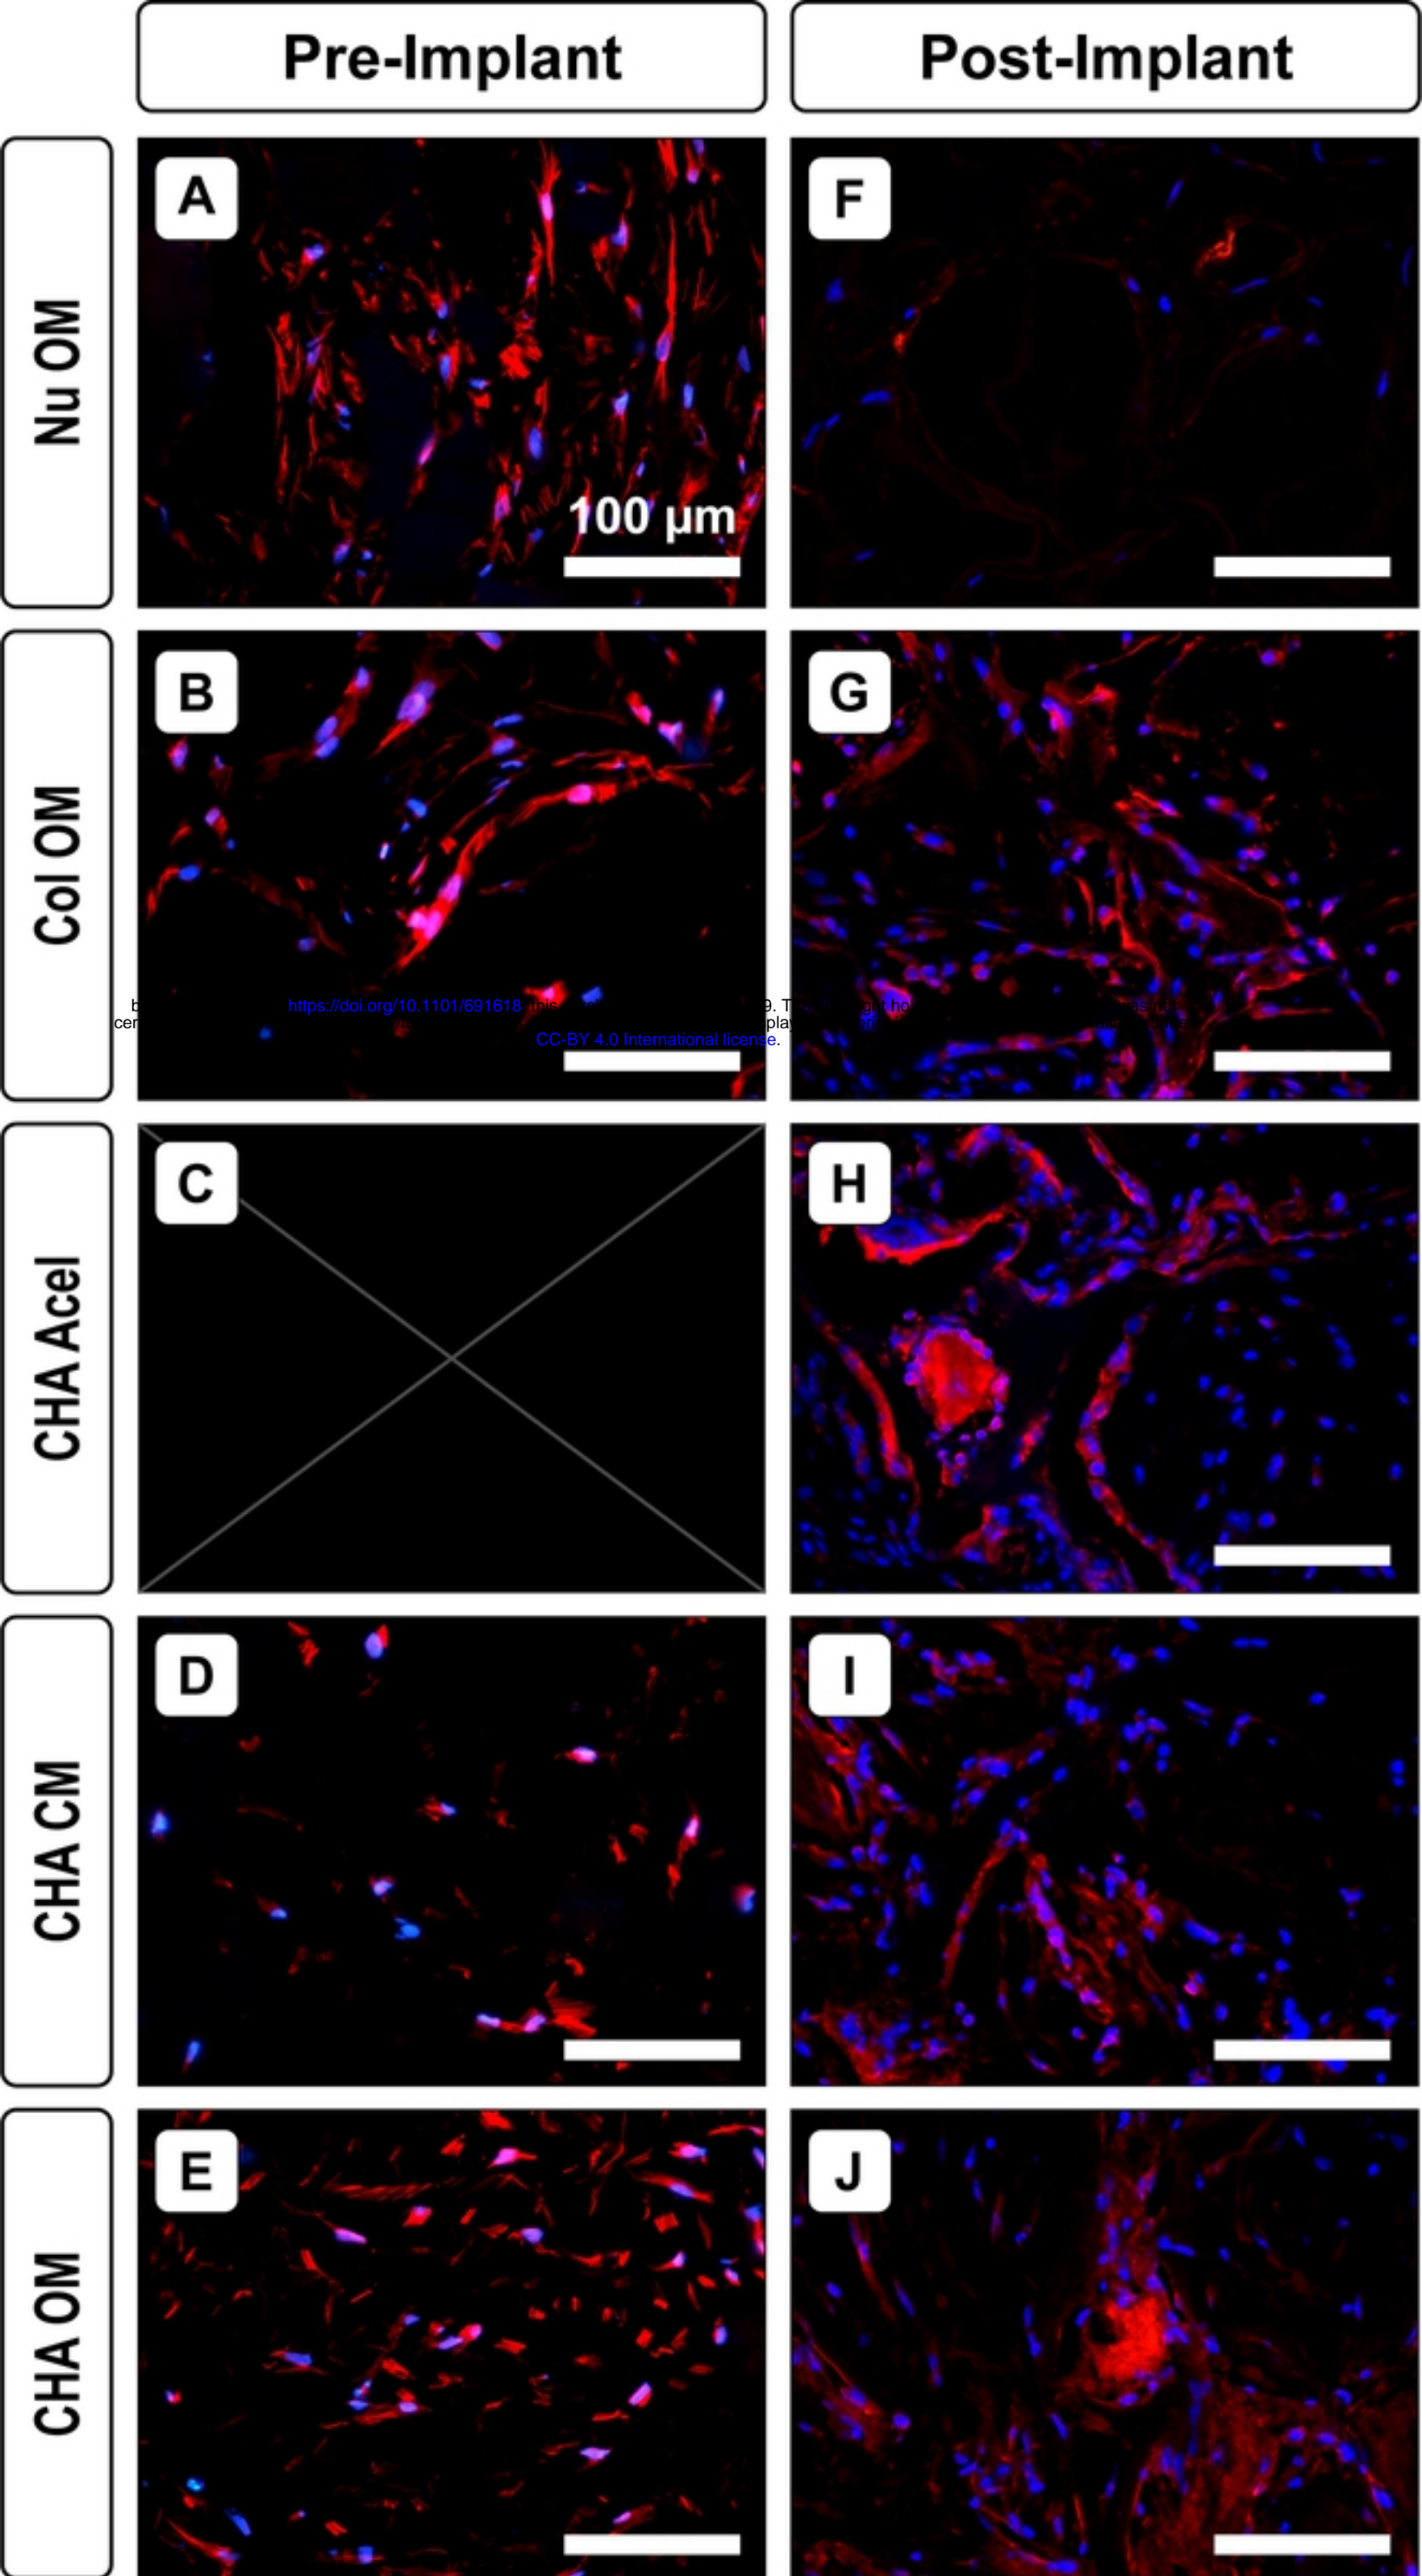 Pre-Implant
Post-Implant
Nu OM
A
100 µm
F
Col OM
B
G
https://doi.org/10.1101/691618
CC-BY 4.0 International license.
CHA Acel
C
H
CHA CM
D
I
CHA OM
E
J